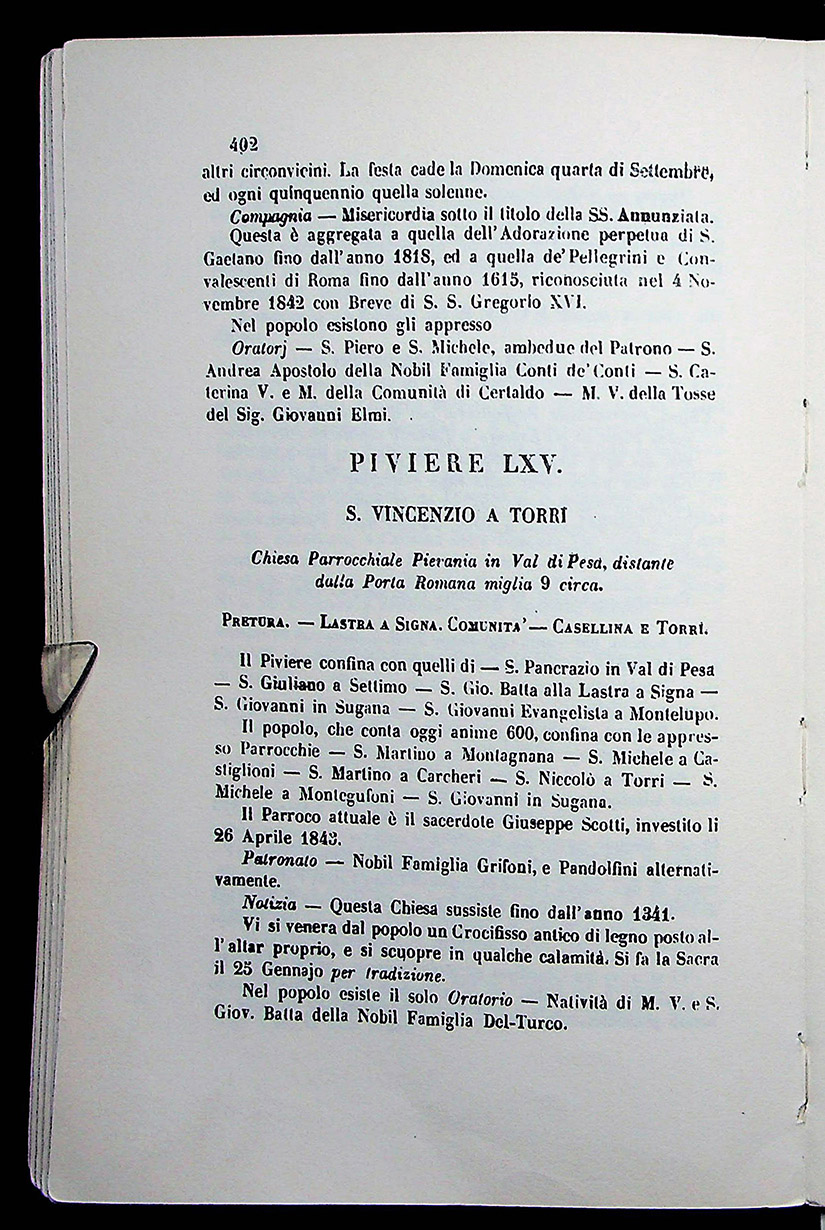 402
altri circonvicini. La festa cade la Domenica quarta di Settembre,
ed ogni quinquennio quella solenne.
Compagnia — Misericordia sotto il titolo della SS. Annunziata.
Questa è aggregata a quella dell'Adorazione perpetua di S.
Gaetano fino dall'anno 1818, ed a quella de' Pellegrini e Con-
valescenti di Roma fino dall'anno 1615, riconosciuta nel 4 No-
vembre 1842 con Breve di S. S. Gregorio XVI.
Nel popolo esistono gli appresso
Oratorj — S. Piero e S. Michele, ambedue del Patrono — S.
Andrea Apostolo della Nobil Famiglia Conti de' Conti — S. Ca-
terina V. e M. della Comunità di Certaldo — M. V. della Tosse
del Sig. Giovanni Elmi.
PIVIERE LXV.
S. VINCENZIO A TORRI
Chiesa Parrocchiale Pievania in Val di Pesa, distante
dalla Porta Romana miglia 9 circa.
PRETURA. — LASTRA A SIGNA. COMUNITA' — CASELLINA E TORRI.
Il Piviere confina con quelli di — S. Pancrazio in Val di Pesa
— S. Giuliano a Settimo — S. Gio. Batta alla Lastra a Signa —
S. Giovanni in Sugana — S. Giovanni Evangelista a Montelupo.
Il popolo, che conta oggi anime 600, confina con le appres-
so Parrocchie — S. Martino a Montagnana — S. Michele a Ca-
stiglioni — S. Martino a Carcheri — S. Niccolò a Torri — S.
Michele a Montegufoni — S. Giovanni in Sugana.
Il Parroco attuale è il sacerdote Giuseppe Scotti, investito li
26 Aprile 1843.
Patronato — Nobil Famiglia Grifoni, e Pandolfini alternati-
vamente.
Notizia — Questa Chiesa sussiste fino dall'anno 1341.
Vi si venera dal popolo un Crocifisso antico di legno posto al-
l'altar proprio, e si scuopre in qualche calamità. Si fa la Sacra
il 25 Gennajo per tradizione.
Nel popolo esiste il solo Oratorio — Natività di M. V. e S.
Giov. Batta della Nobil Famiglia Del-Turco.